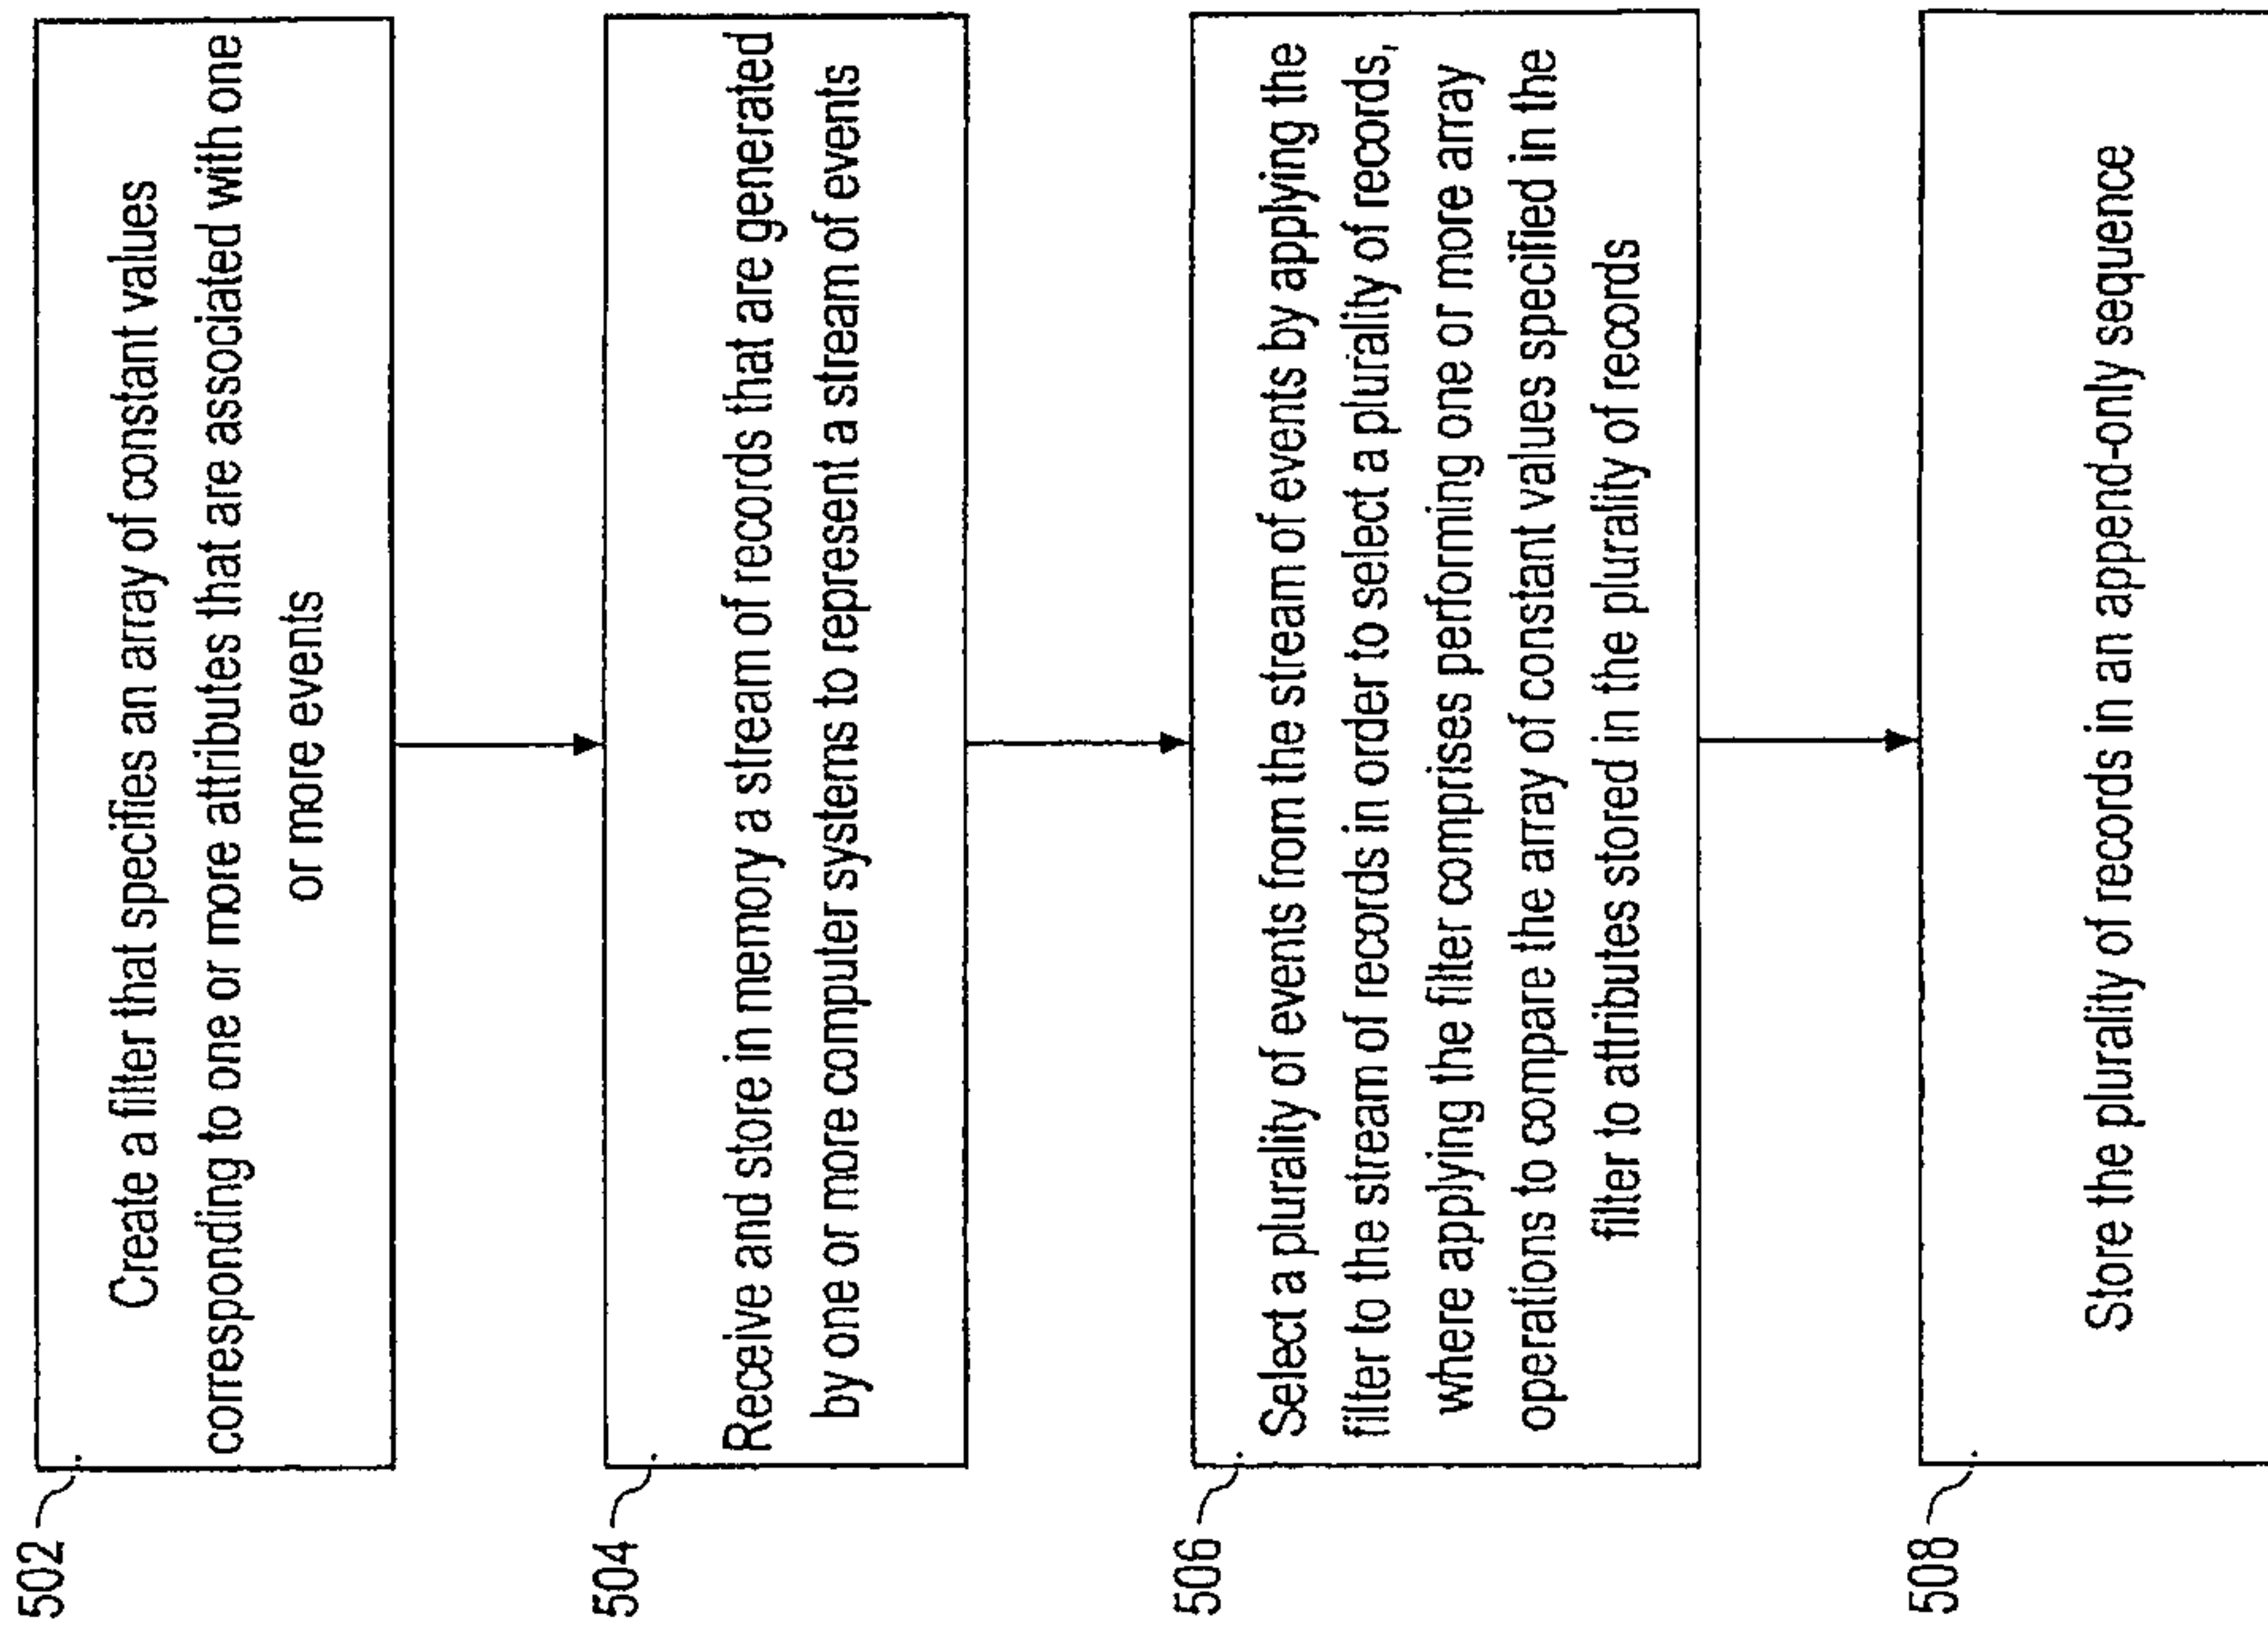 502
Create a filter that specifies an array of constant values
corresponding to one or more attributes that are associated with one
or more events
504
Receive and store in memory a stream of records that are generated
by one or more computer systems to represent a stream of events
506
Select a plurality of events from the stream of events by applying the
filter to the stream of records in order to select a plurality of records,
where applying the filter comprises performing one or more array
operations to compare the array of constant values specified in the
filter to attributes stored in the plurality of records
508
Store the plurality of records in an append-only sequence